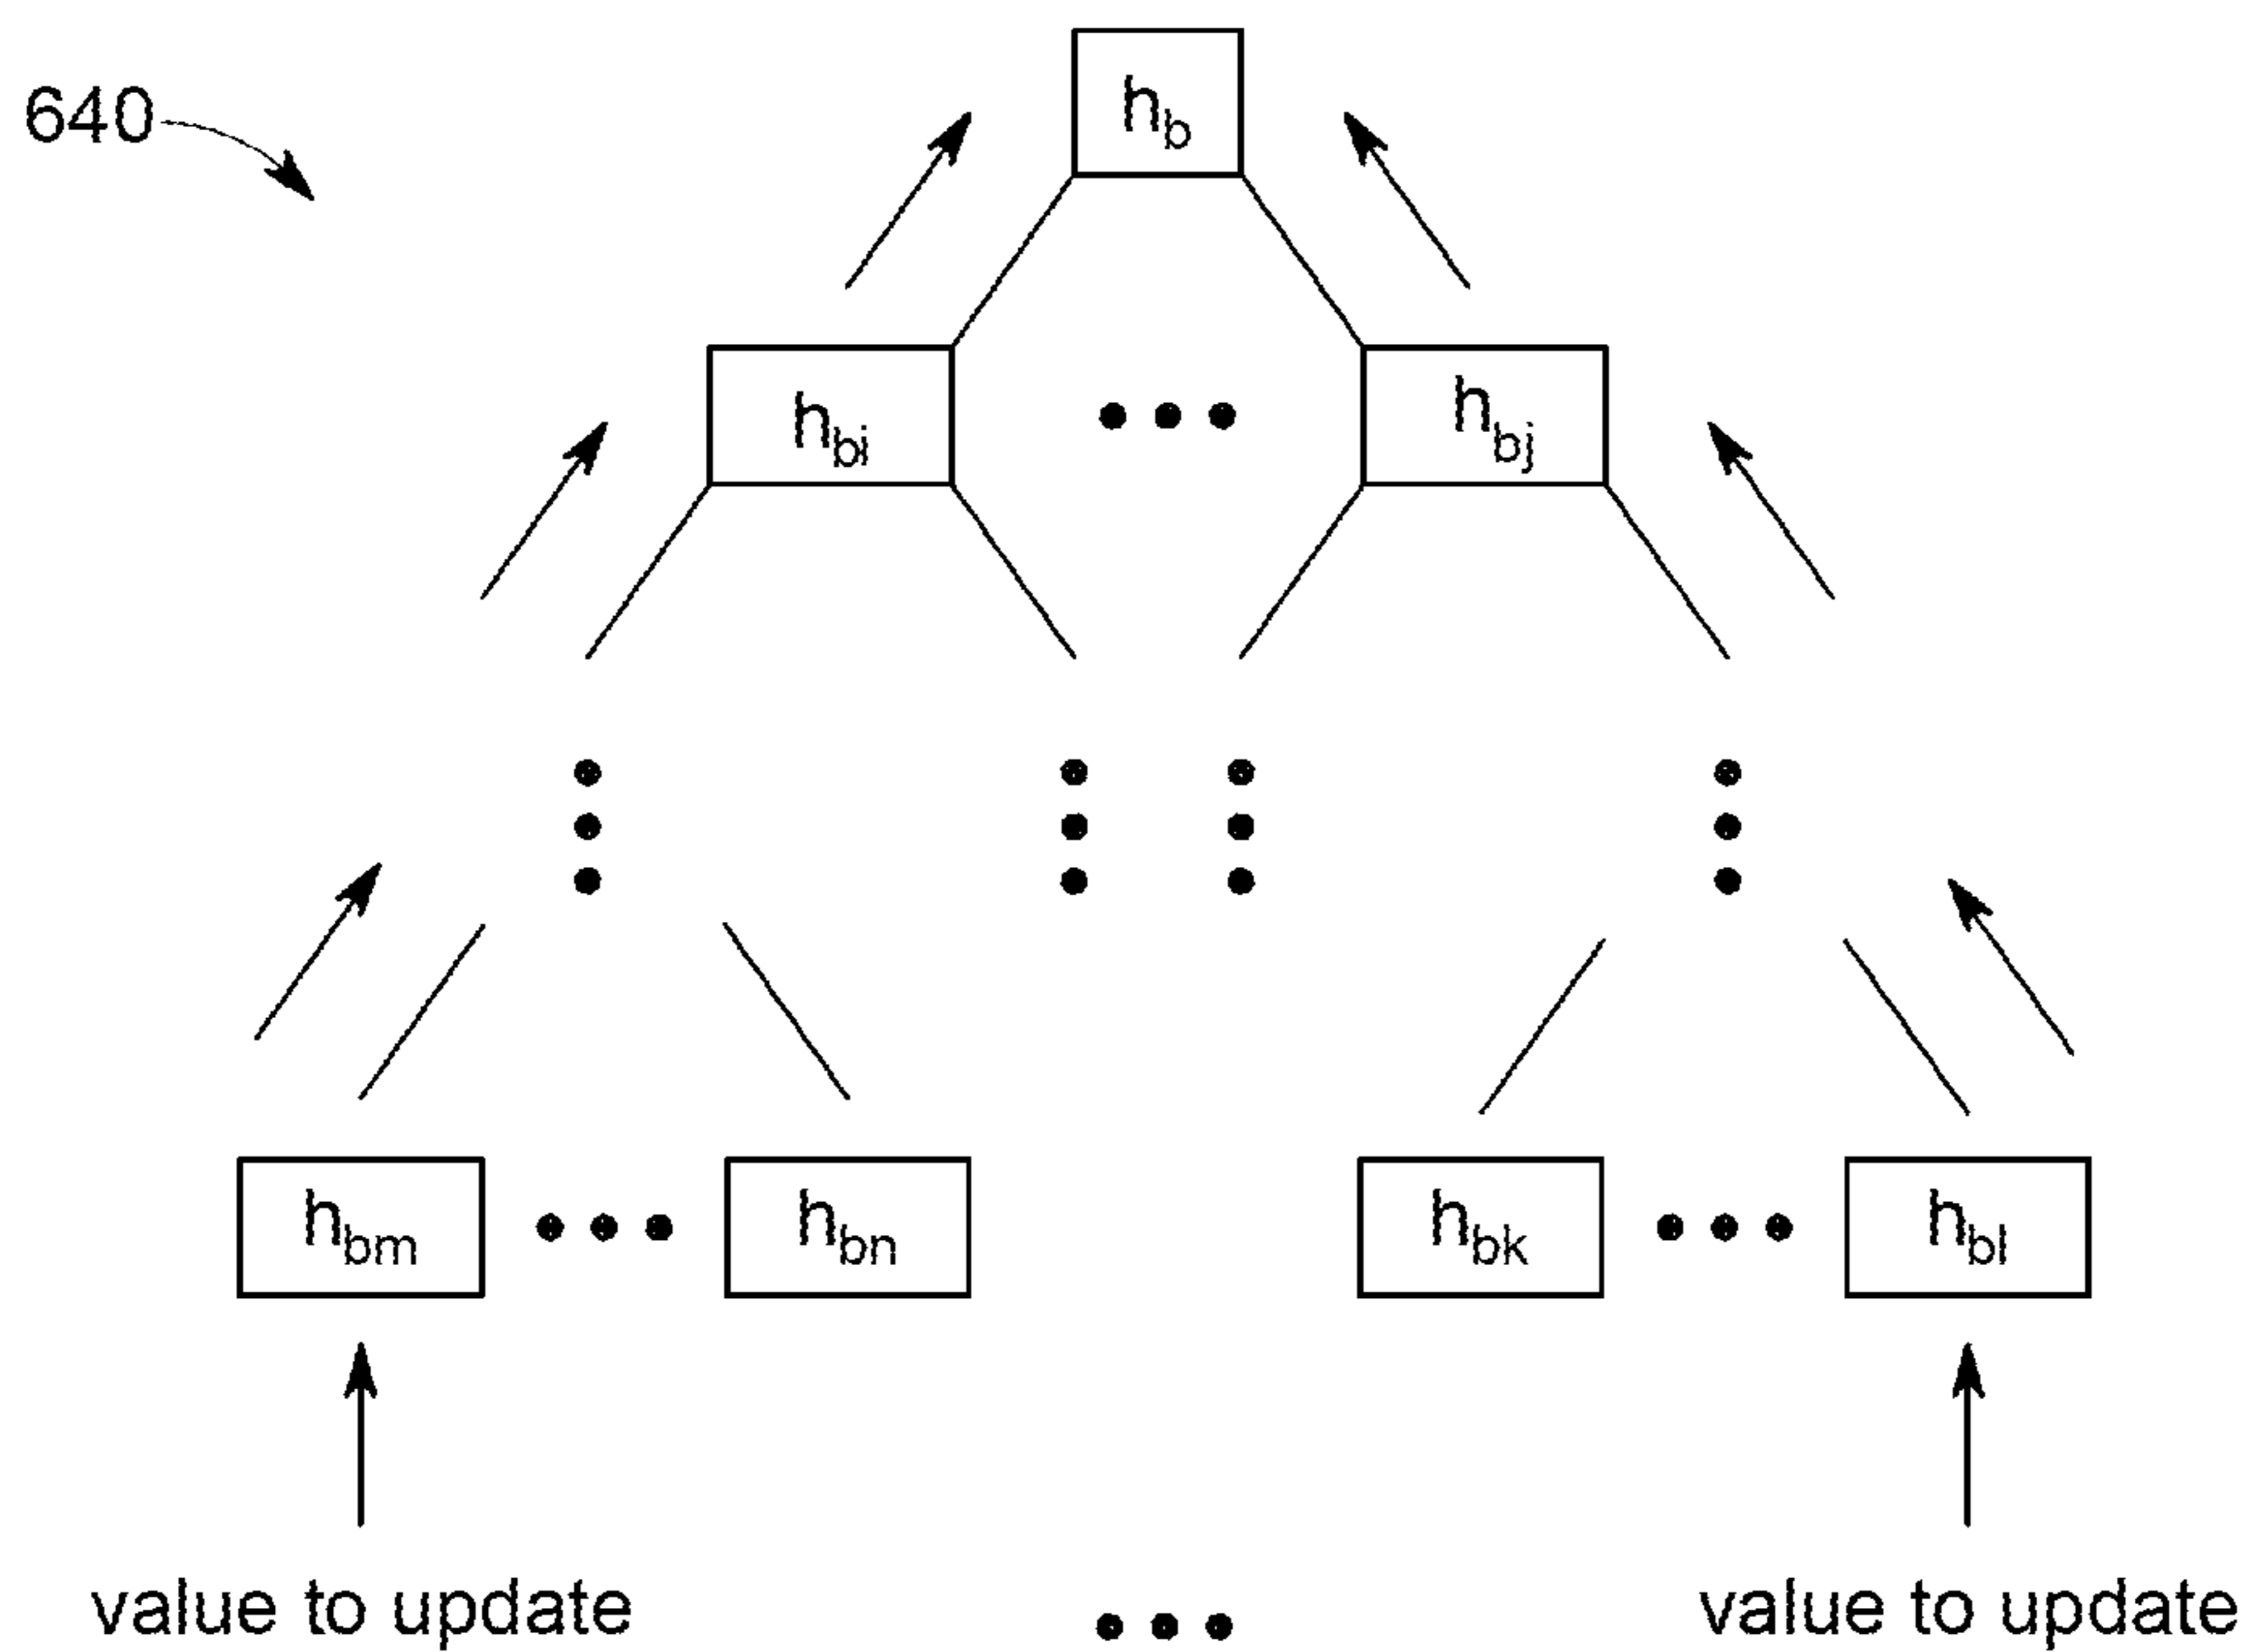 640
h_b
h_bi
h_bj
h_bm
h_bn
h_bk
h_bl
value to update
value to update